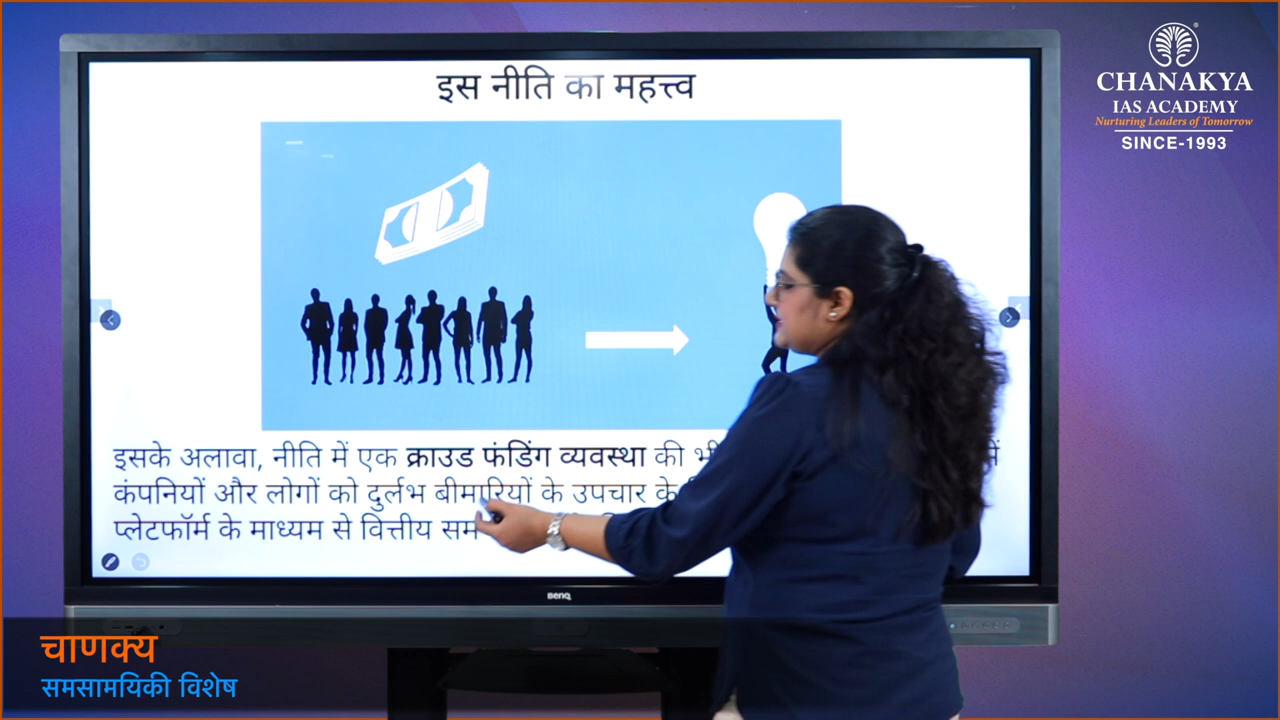 इस नीति का महत्त्व
CHANAKYA
IAS ACADEMY
Nurturing Leaders of Tomorrow
SINCE-1993
इसके अलावा, नीति में एक क्राउड फंडिंग व्यवस्था की भी
कंपनियों और लोगों को दुर्लभ बीमारियों के उपचार के
प्लेटफॉर्म के माध्यम से वित्तीय
BENQ
चाणक्य
समसामयिकी विशेष